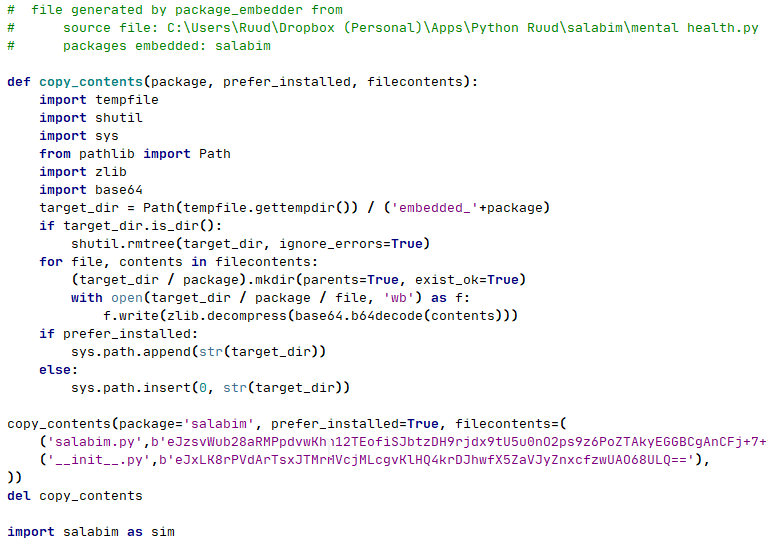 #  file generated by package_embedder from
#      source file: C:\Users\Ruud\Dropbox (Personal)\Apps\Python Ruud\salabim\mental health.py
#      packages embedded: salabim

def copy_contents(package, prefer_installed, filecontents):
    import tempfile
    import shutil
    import sys
    from pathlib import Path
    import zlib
    import base64
    target_dir = Path(tempfile.gettempdir()) / ('embedded_'+package)
    if target_dir.is_dir():
        shutil.rmtree(target_dir, ignore_errors=True)
    for file, contents in filecontents:
        (target_dir / package).mkdir(parents=True, exist_ok=True)
        with open(target_dir / package / file, 'wb') as f:
            f.write(zlib.decompress(base64.b64decode(contents)))
    if prefer_installed:
        sys.path.append(str(target_dir))
    else:
        sys.path.insert(0, str(target_dir))

copy_contents(package='salabim', prefer_installed=True, filecontents=(
    ('salabim.py',b'eJzsvWub28aRMPpdvwKh
    ('__init__.py',b'eJxLK8rPVdArTsxJTMrM
))
del copy_contents

import salabim as sim